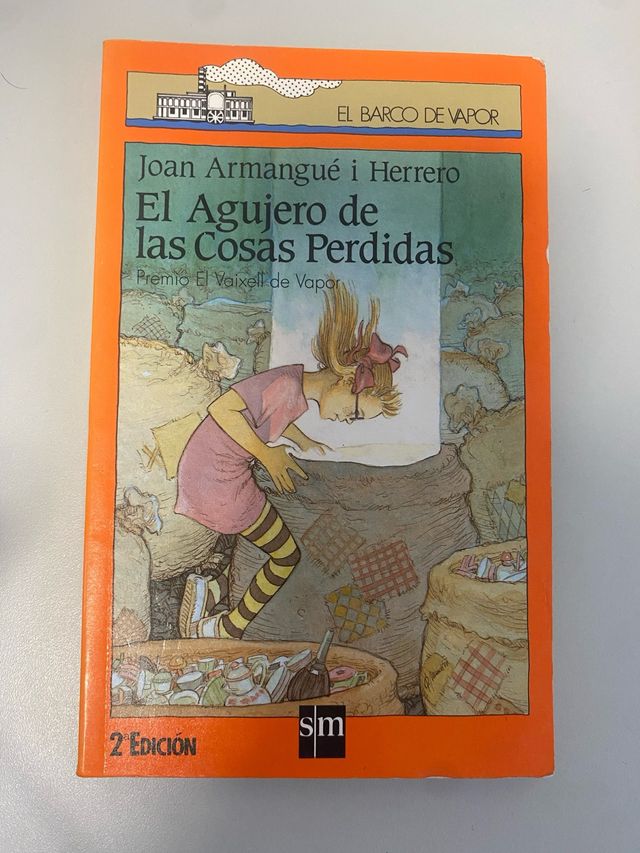 EL BARCO DE VAPOR
Joan Armangué i Herrero
El Agujero de
las Cosas Perdidas
Premio El Vaixell de Vapor
2ª EDICIÓN
sm